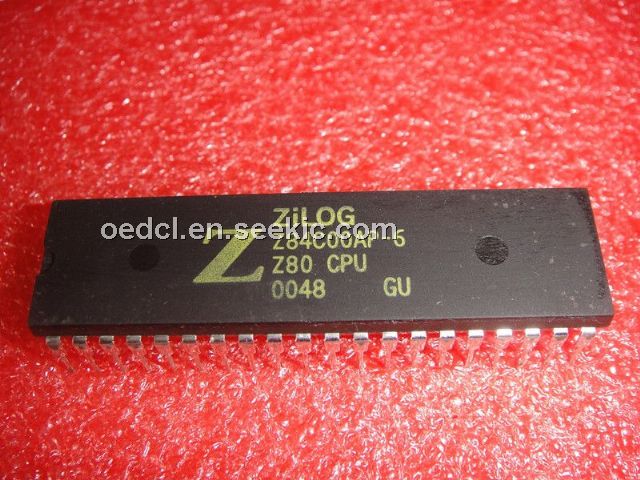 ZiLOG
oedcl.en.seekic.com
Z84C00AP-6
Z80 CPU
0048 GU
Z